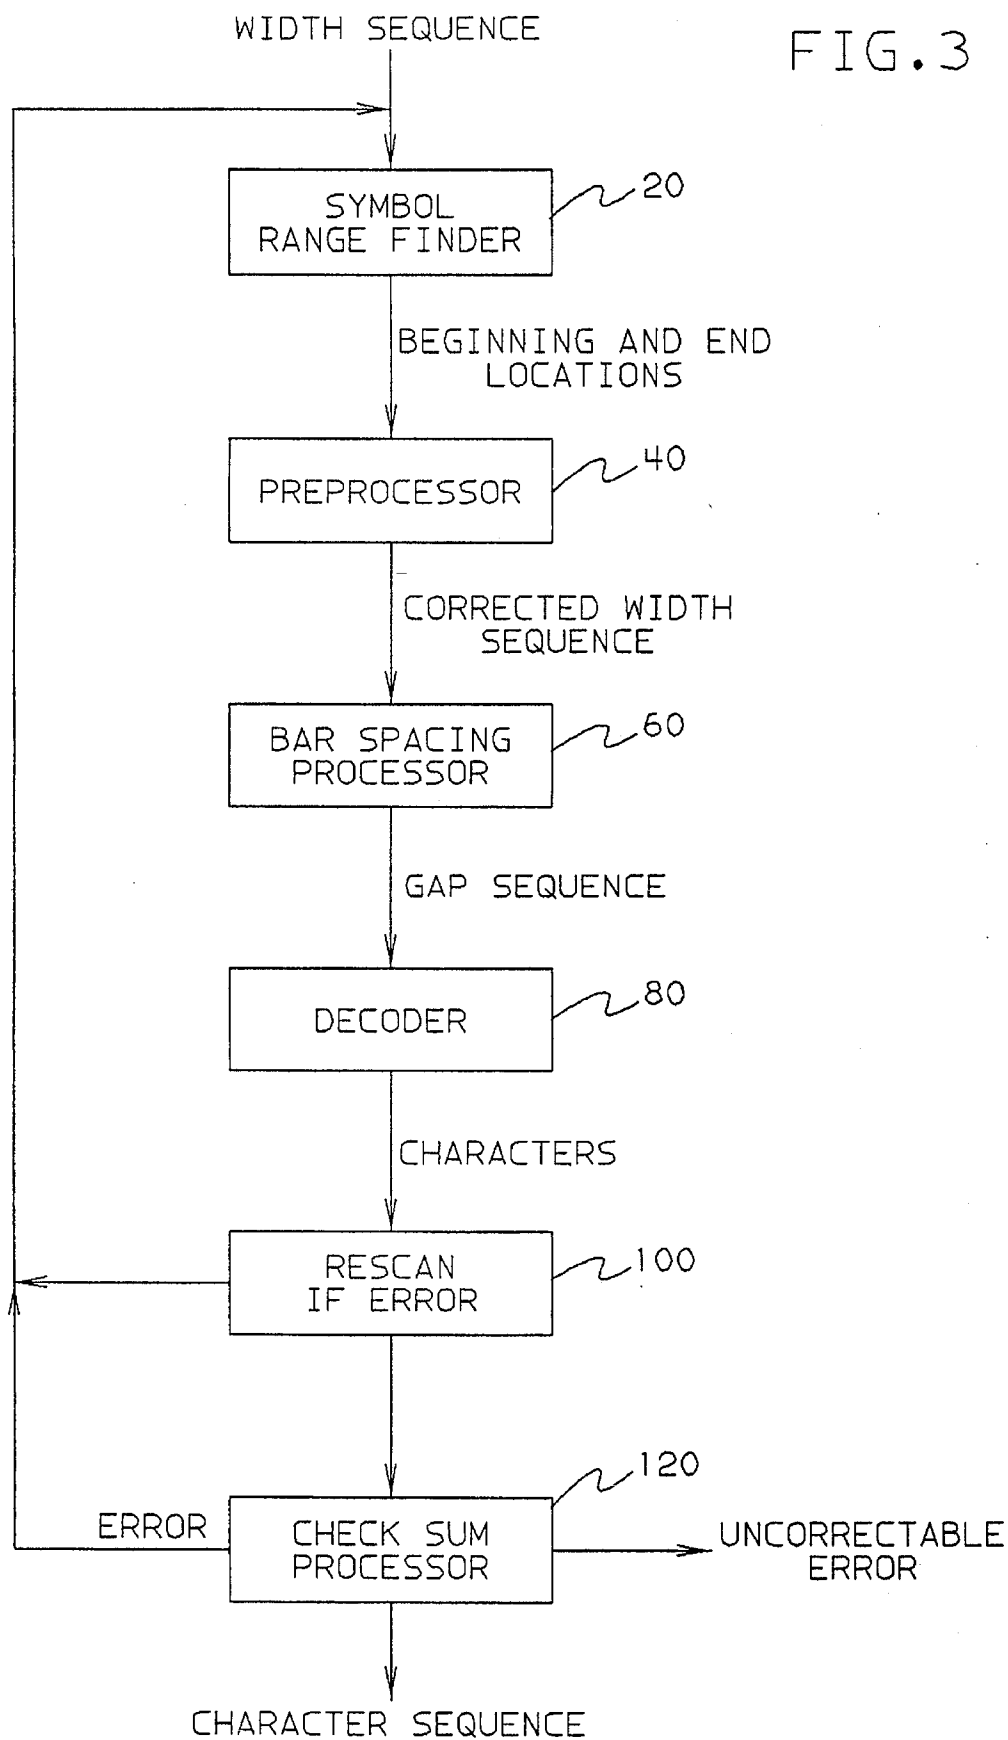 WIDTH SEQUENCE
FIG.3
SYMBOL
RANGE FINDER
20
BEGINNING AND END
LOCATIONS
PREPROCESSOR
40
CORRECTED WIDTH
SEQUENCE
BAR SPACING
PROCESSOR
60
GAP SEQUENCE
DECODER
80
CHARACTERS
RESCAN
IF ERROR
100
ERROR
CHECK SUM
PROCESSOR
120
UNCORRECTABLE
ERROR
CHARACTER SEQUENCE